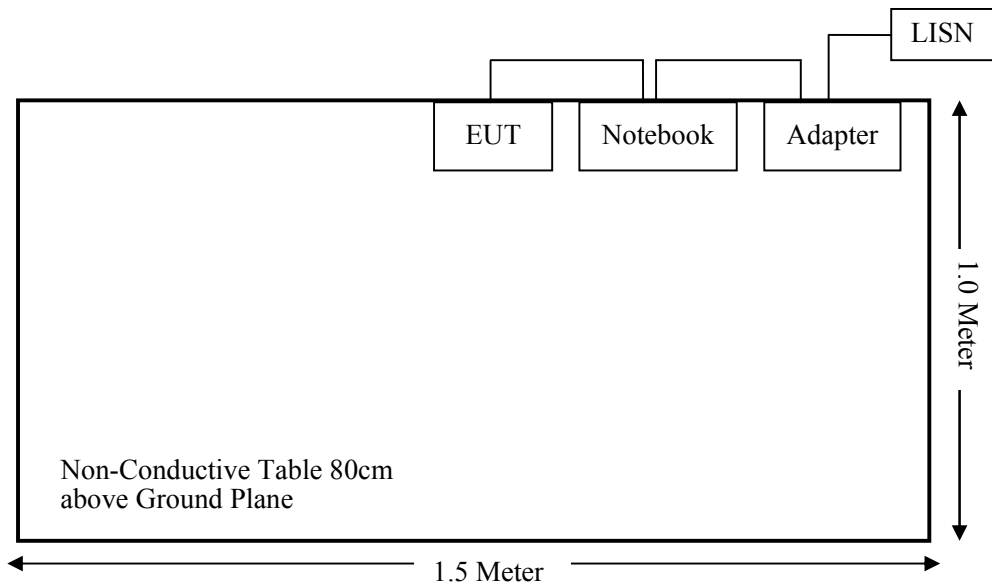 LISN
EUT
Notebook
Adapter
1.0 Meter
Non-Conductive Table 80cm
above Ground Plane
1.5 Meter